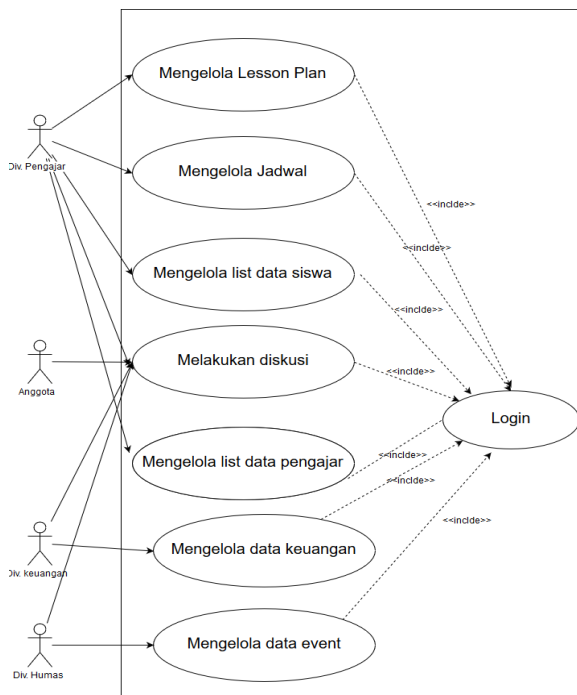 Mengelola Lesson Plan
Div. Pengajar
Mengelola Jadwal
<<inclde>>
<<inclde>>
Mengelola list data siswa
<<inclde>>
Melakukan diskusi
<<inclde>>
Anggota
Login
Mengelola list data pengajar
<<inclde>>
Mengelola data keuangan
<<inclde>>
Div. keuangan
Mengelola data event
Div. Humas